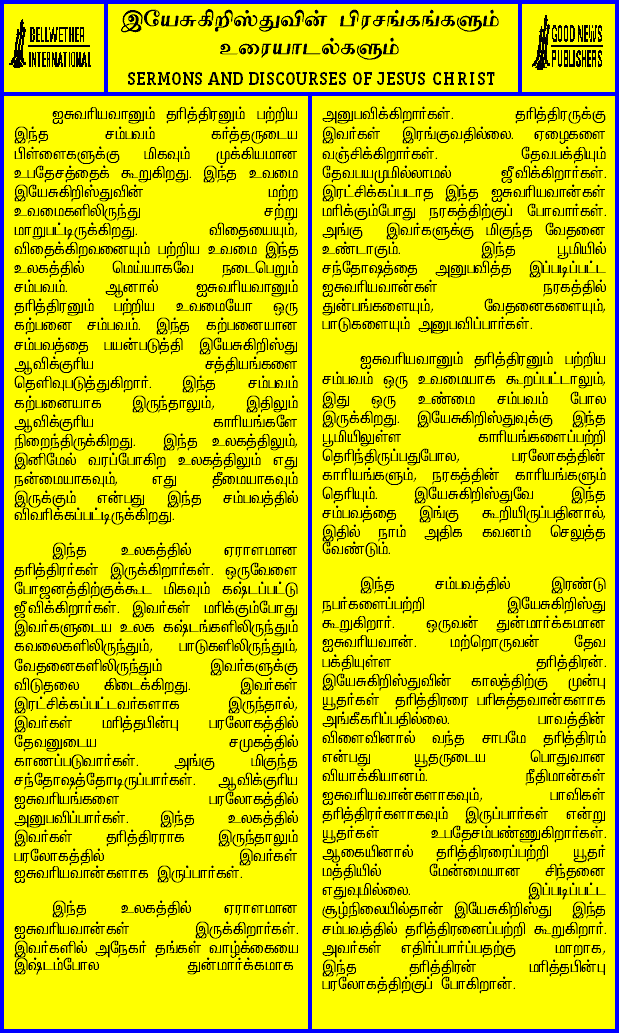 BELLWETHER
INTERNATIONAL
இயேசுகிறிஸ்துவின் பிரசங்கங்களும்
உரையாடல்களும்
SERMONS AND DISCOURSES OF JESUS CHRIST
GOOD NEWS
PUBLISHERS
ஐசுவரியவானும் தரித்திரனும் பற்றிய
இந்த சம்பவம் கர்த்தருடைய
பிள்ளைகளுக்கு மிகவும் முக்கியமான
உபதேசத்தைக் கூறுகிறது. இந்த உவமை
இயேசுகிறிஸ்துவின் மற்ற
உவமைகளிலிருந்து சற்று
மாறுபட்டிருக்கிறது. விதையையும்,
விதைக்கிறவனையும் பற்றிய உவமை இந்த
உலகத்தில் மெய்யாகவே நடைபெறும்
சம்பவம். ஆனால் ஐசுவரியவானும்
தரித்திரனும் பற்றிய உவமையோ ஒரு
கற்பனை சம்பவம். இந்த கற்பனையான
சம்பவத்தை பயன்படுத்தி இயேசுகிறிஸ்து
ஆவிக்குரிய சத்தியங்களை
தெளிவுபடுத்துகிறார். இந்த சம்பவம்
கற்பனையாக இருந்தாலும், இதிலும்
ஆவிக்குரிய காரியங்களே
நிறைந்திருக்கிறது. இந்த உலகத்திலும்,
இனிமேல் வரப்போகிற உலகத்திலும் எது
நன்மையாகவும், எது தீமையாகவும்
இருக்கும் என்பது இந்த சம்பவத்தில்
விவரிக்கப்பட்டிருக்கிறது.
இந்த உலகத்தில் ஏராளமான
தரித்திரர்கள் இருக்கிறார்கள். ஒருவேளை
போஜனத்திற்குக்கூட மிகவும் கஷ்டப்பட்டு
ஜீவிக்கிறார்கள். இவர்கள் மரிக்கும்போது
இவர்களுடைய உலக கஷ்டங்களிலிருந்தும்
கவலைகளிலிருந்தும், பாடுகளிலிருந்தும்,
வேதனைகளிலிருந்தும் இவர்களுக்கு
விடுதலை கிடைக்கிறது. இவர்கள்
இரட்சிக்கப்பட்டவர்களாக இருந்தால்,
இவர்கள் மரித்தபின்பு பரலோகத்தில்
தேவனுடைய சமுகத்தில்
காணப்படுவார்கள். அங்கு மிகுந்த
சந்தோஷத்தோடிருப்பார்கள். ஆவிக்குரிய
ஐசுவரியங்களை பரலோகத்தில்
அனுபவிப்பார்கள். இந்த உலகத்தில்
இவர்கள் தரித்திரராக இருந்தாலும்
பரலோகத்தில் இவர்கள்
ஐசுவரியவான்களாக இருப்பார்கள்.
இந்த உலகத்தில் ஏராளமான
ஐசுவரியவான்கள் இருக்கிறார்கள்.
இவர்களில் அநேகர் தங்கள் வாழ்க்கையை
இஷ்டம்போல துன்மார்க்கமாக
அனுபவிக்கிறார்கள். தரித்திரருக்கு
இவர்கள் இரங்குவதில்லை. ஏழைகளை
வஞ்சிக்கிறார்கள். தேவபக்தியும்
தேவபயமுமில்லாமல் ஜீவிக்கிறார்கள்.
இரட்சிக்கப்படாத இந்த ஐசுவரியவான்கள்
மரிக்கும்போது நரகத்திற்குப் போவார்கள்.
அங்கு இவர்களுக்கு மிகுந்த வேதனை
உண்டாகும். இந்த பூமியில்
சந்தோஷத்தை அனுபவித்த இப்படிப்பட்ட
ஐசுவரியவான்கள் நரகத்தில்
துன்பங்களையும், வேதனைகளையும்,
பாடுகளையும் அனுபவிப்பார்கள்.
ஐசுவரியவானும் தரித்திரனும் பற்றிய
சம்பவம் ஒரு உவமையாக கூறப்பட்டாலும்,
இது ஒரு உண்மை சம்பவம் போல
இருக்கிறது. இயேசுகிறிஸ்துவுக்கு இந்த
பூமியிலுள்ள காரியங்களைப்பற்றி
தெரிந்திருப்பதுபோல, பரலோகத்தின்
காரியங்களும், நரகத்தின் காரியங்களும்
தெரியும். இயேசுகிறிஸ்துவே இந்த
சம்பவத்தை இங்கு கூறியிருப்பதினால்,
இதில் நாம் அதிக கவனம் செலுத்த
வேண்டும்.
இந்த சம்பவத்தில் இரண்டு
நபர்களைப்பற்றி இயேசுகிறிஸ்து
கூறுகிறார். ஒருவன் துன்மார்க்கமான
ஐசுவரியவான். மற்றொருவன் தேவ
பக்தியுள்ள தரித்திரன்.
இயேசுகிறிஸ்துவின் காலத்திற்கு முன்பு
யூதர்கள் தரித்திரரை பரிசுத்தவான்களாக
அங்கீகரிப்பதில்லை. பாவத்தின்
விளைவினால் வந்த சாபமே தரித்திரம்
என்பது யூதருடைய பொதுவான
வியாக்கியானம். நீதிமான்கள்
ஐசுவரியவான்களாகவும், பாவிகள்
தரித்திரர்களாகவும் இருப்பார்கள் என்று
யூதர்கள் உபதேசம்பண்ணுகிறார்கள்.
ஆகையினால் தரித்திரரைப்பற்றி யூதர்
மத்தியில் மேன்மையான சிந்தனை
எதுவுமில்லை. இப்படிப்பட்ட
சூழ்நிலையில்தான் இயேசுகிறிஸ்து இந்த
சம்பவத்தில் தரித்திரனைப்பற்றி கூறுகிறார்.
அவர்கள் எதிர்ப்பார்ப்பதற்கு மாறாக,
இந்த தரித்திரன் மரித்தபின்பு
பரலோகத்திற்குப் போகிறான்.